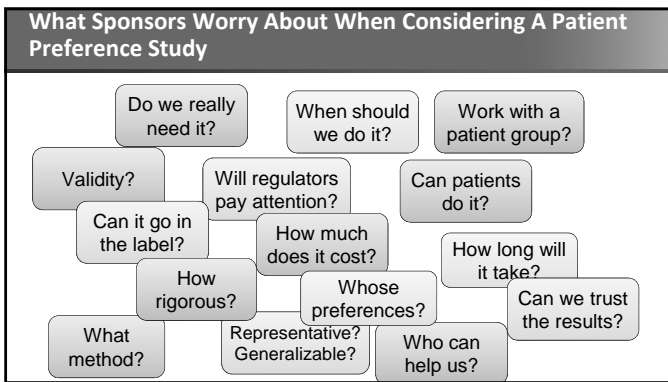 What Sponsors Worry About When Considering A Patient
Preference Study
Do we really
need it?
When should
we do it?
Work with a
patient group?
Validity?
Will regulators
pay attention?
Can patients
do it?
Can it go in
the label?
How much
does it cost?
How long will
it take?
How
rigorous?
Whose
preferences?
Can we trust
the results?
What
method?
Representative?
Generalizable?
Who can
help us?